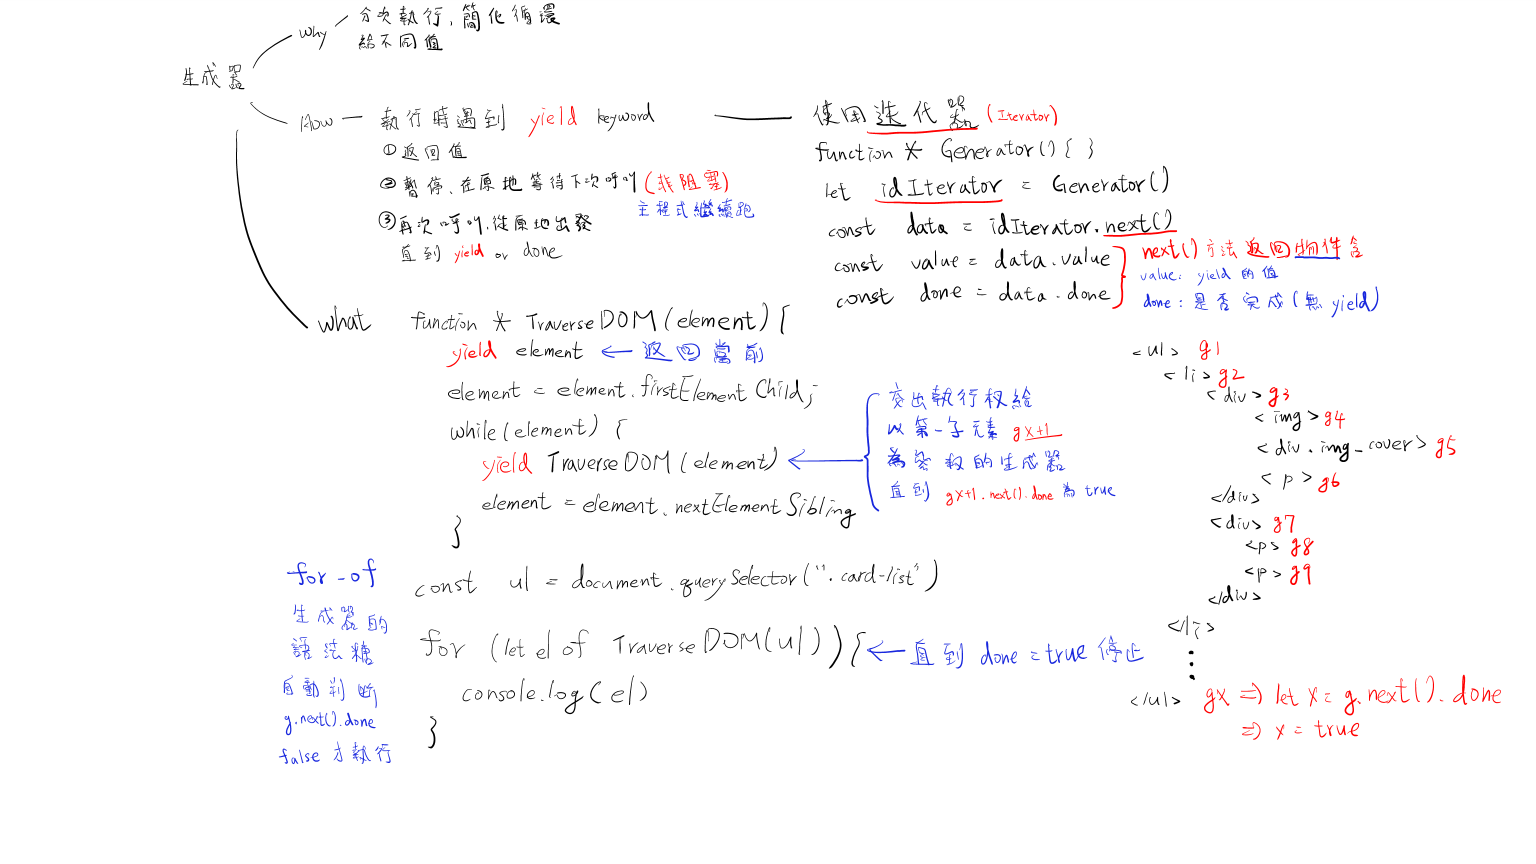 生成器
why
分次執行、簡化循環
給不同值
How
執行時遇到 yield keyword
①返回值
②暫停、在原地等待下次呼叫(非阻塞)
主程式繼續跑
③再次呼叫,從原地出發
直到 yield or done
使用迭代器 (Iterator)
function * Generator() { }
let idIterator = Generator()
const data = idIterator.next()
const value = data.value
const done = data.done
next()方法返回物件含
value: yield 的值
done : 是否完成(無 yield)
what
function * TraverseDOM(element){
yield element ← 返回當前
element = element.firstElementChild;
while(element) {
yield TraverseDOM(element)
element = element.nextElementSibling
}
交出執行权給
以第一子元素 gx+1
為參數的生成器
直到 gx+1.next().done 為 true
const ul = document.querySelector(".card-list")
for (let el of TraverseDOM(ul)){ ← 直到 done = true 停止
console.log(el)
}
for-of
生成器的
語法糖
自動判斷
g.next().done
false 才執行
<ul> g1
<li> g2
<div> g3
<img> g4
<div.img_cover> g5
<p> g6
</div>
<div> g7
<p> g8
<p> g9
</div>
</li>
⋮
</ul>
gx => let x = g.next().done
=> x = true